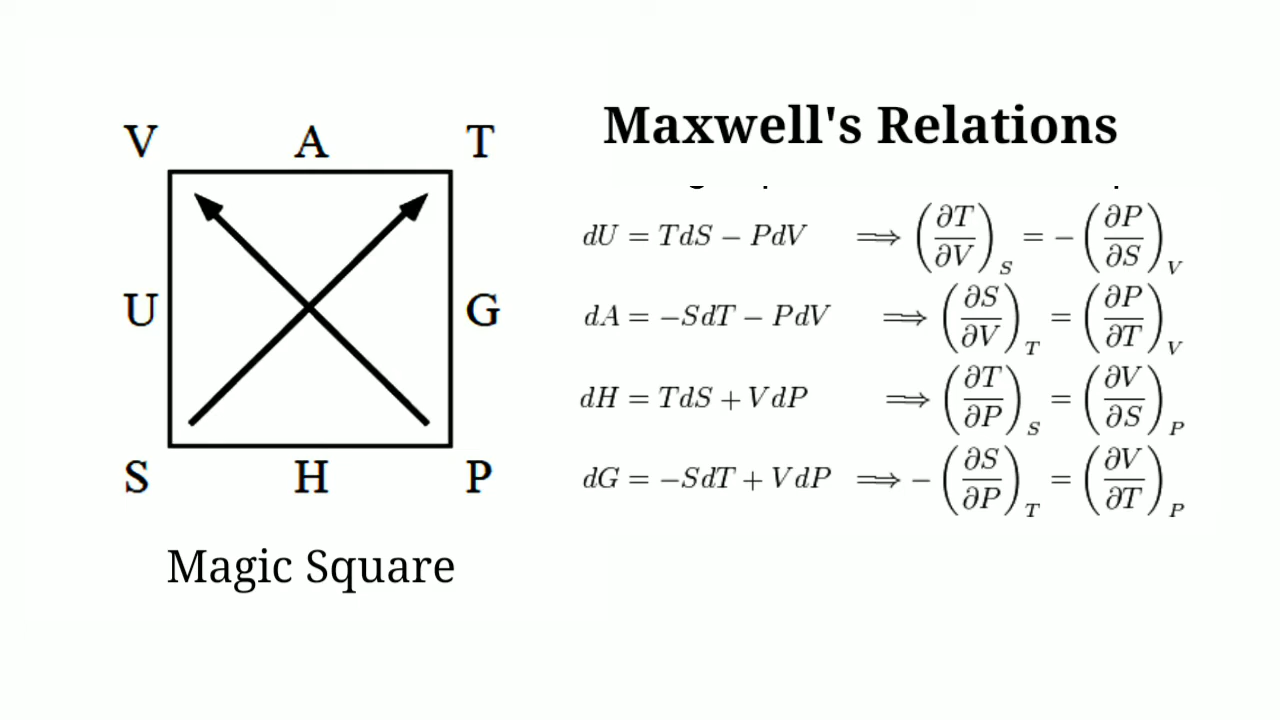 V A T
U G
S H P
Magic Square
Maxwell's Relations
dU = TdS − PdV ⟹ (∂T/∂V)_S = −(∂P/∂S)_V
dA = −SdT − PdV ⟹ (∂S/∂V)_T = (∂P/∂T)_V
dH = TdS + VdP ⟹ (∂T/∂P)_S = (∂V/∂S)_P
dG = −SdT + VdP ⟹ −(∂S/∂P)_T = (∂V/∂T)_P